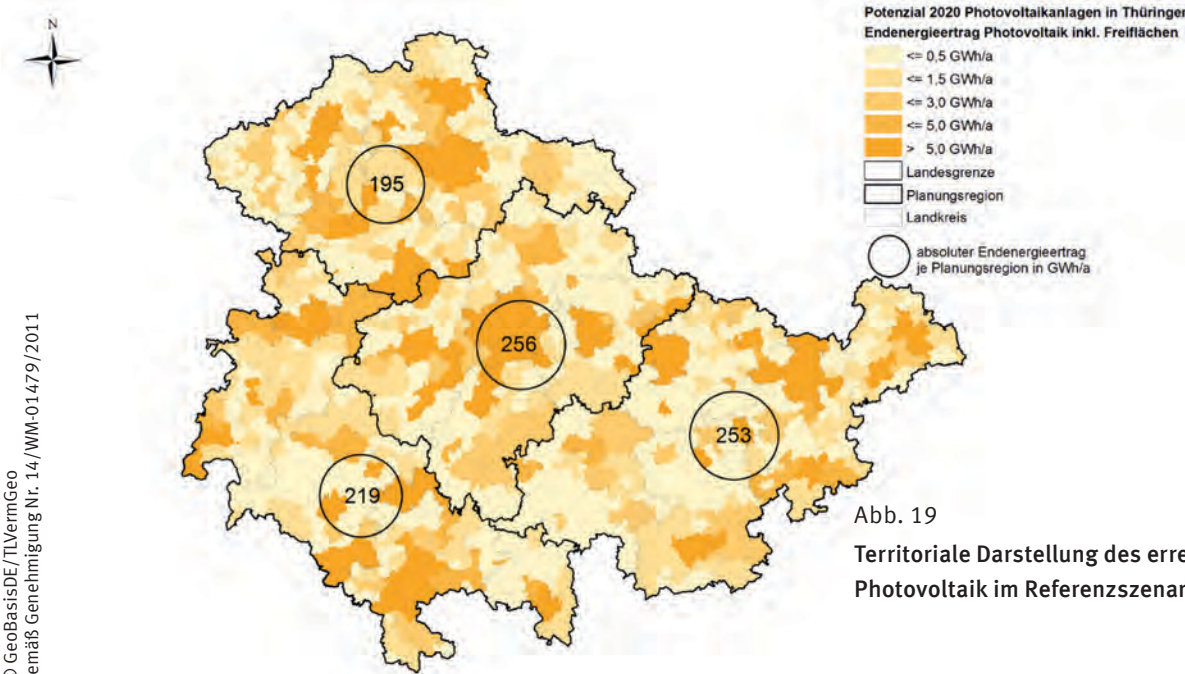 N
Potenzial 2020 Photovoltaikanlagen in Thüringen
Endenergieertrag Photovoltaik inkl. Freiflächen
<= 0,5 GWh/a
<= 1,5 GWh/a
<= 3,0 GWh/a
<= 5,0 GWh/a
> 5,0 GWh/a
Landesgrenze
Planungsregion
Landkreis
absoluter Endenergieertrag
je Planungsregion in GWh/a
195
256
253
219
Abb. 19
Territoriale Darstellung des erre
Photovoltaik im Referenzszenar
© GeoBasisDE/TLVermGeo
emäß Genehmigung Nr. 14/WM-01479/2011